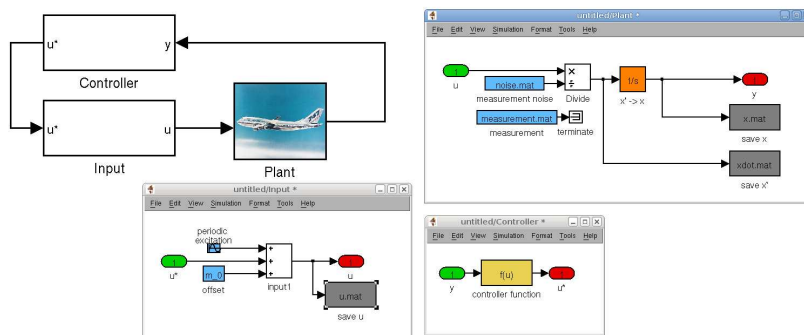 u*
y
Controller
u*
u
Input
Plant
untitled/Plant *
File Edit View Simulation Format Tools Help
1
u
noise.mat
measurement noise
measurement.mat
measurement
×
÷
Divide
terminate
1/s
x' -> x
1
y
x.mat
save x
xdot.mat
save x'
untitled/Input *
File Edit View Simulation Format Tools Help
periodic
excitation
1
u*
m_0
offset
+
+
+
input1
1
u
u.mat
save u
untitled/Controller *
File Edit View Simulation Format Tools Help
1
y
f(u)
controller function
1
u*